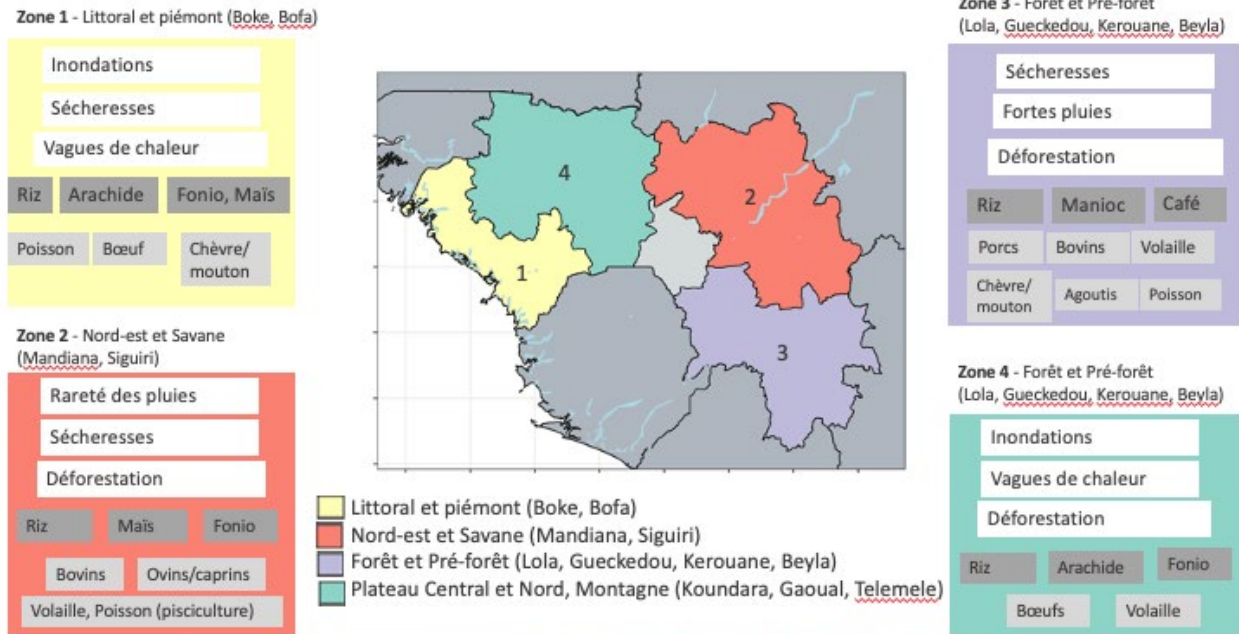 Zone 1 - Littoral et piémont (Boke, Bofa)
Inondations
Sécheresses
Vagues de chaleur
Riz
Arachide
Fonio, Maïs
Poisson
Bœuf
Chèvre/
mouton
Zone 2 - Nord-est et Savane
(Mandiana, Siguiri)
Rareté des pluies
Sécheresses
Déforestation
Riz
Maïs
Fonio
Bovins
Ovins/caprins
Volaille, Poisson (pisciculture)
4
2
1
3
Littoral et piémont (Boke, Bofa)
Nord-est et Savane (Mandiana, Siguiri)
Forêt et Pré-forêt (Lola, Gueckedou, Kerouane, Beyla)
Plateau Central et Nord, Montagne (Koundara, Gaoual, Telemele)
Zone 3 - Forêt et Pré-forêt
(Lola, Gueckedou, Kerouane, Beyla)
Sécheresses
Fortes pluies
Déforestation
Riz
Manioc
Café
Porcs
Bovins
Volaille
Chèvre/
mouton
Agoutis
Poisson
Zone 4 - Forêt et Pré-forêt
(Lola, Gueckedou, Kerouane, Beyla)
Inondations
Vagues de chaleur
Déforestation
Riz
Arachide
Fonio
Bœufs
Volaille